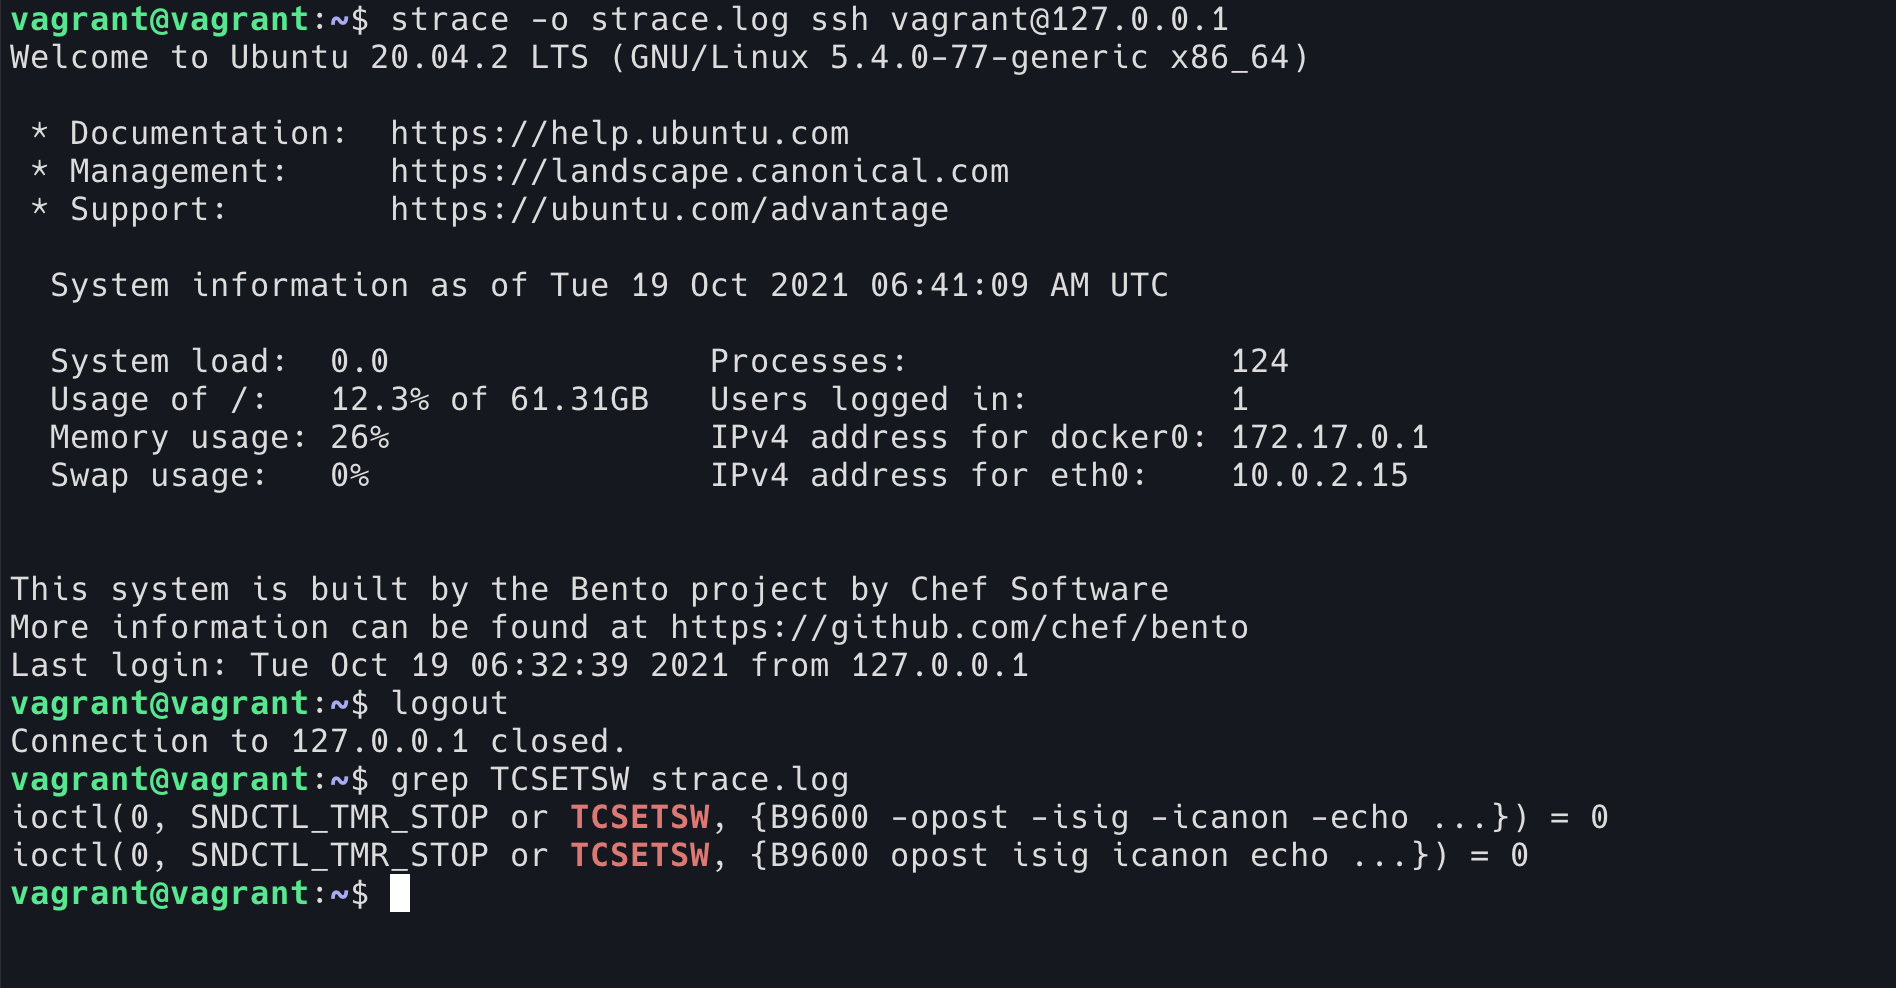 vagrant@vagrant:~$ strace -o strace.log ssh vagrant@127.0.0.1
Welcome to Ubuntu 20.04.2 LTS (GNU/Linux 5.4.0-77-generic x86_64)
* Documentation:  https://help.ubuntu.com
* Management:     https://landscape.canonical.com
* Support:        https://ubuntu.com/advantage
System information as of Tue 19 Oct 2021 06:41:09 AM UTC
System load:  0.0                Processes:                124
Usage of /:   12.3% of 61.31GB   Users logged in:          1
Memory usage: 26%                IPv4 address for docker0: 172.17.0.1
Swap usage:   0%                 IPv4 address for eth0:    10.0.2.15
This system is built by the Bento project by Chef Software
More information can be found at https://github.com/chef/bento
Last login: Tue Oct 19 06:32:39 2021 from 127.0.0.1
vagrant@vagrant:~$ logout
Connection to 127.0.0.1 closed.
vagrant@vagrant:~$ grep TCSETSW strace.log
ioctl(0, SNDCTL_TMR_STOP or TCSETSW, {B9600 -opost -isig -icanon -echo ...}) = 0
ioctl(0, SNDCTL_TMR_STOP or TCSETSW, {B9600 opost isig icanon echo ...}) = 0
vagrant@vagrant:~$